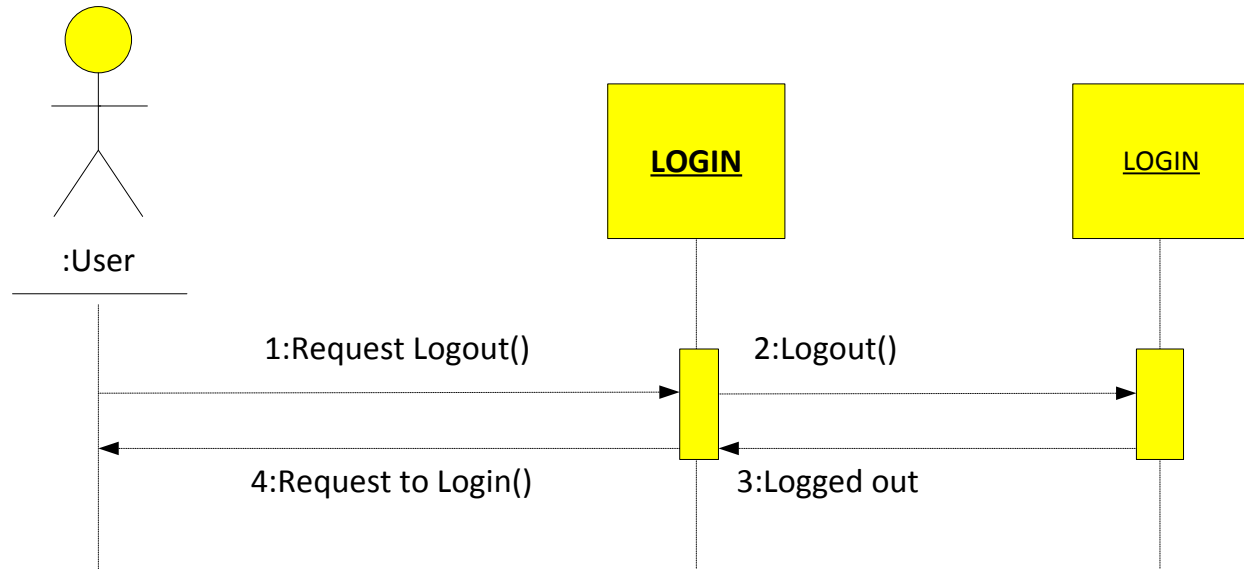 LOGIN
LOGIN
:User
1:Request Logout()
2:Logout()
4:Request to Login()
3:Logged out